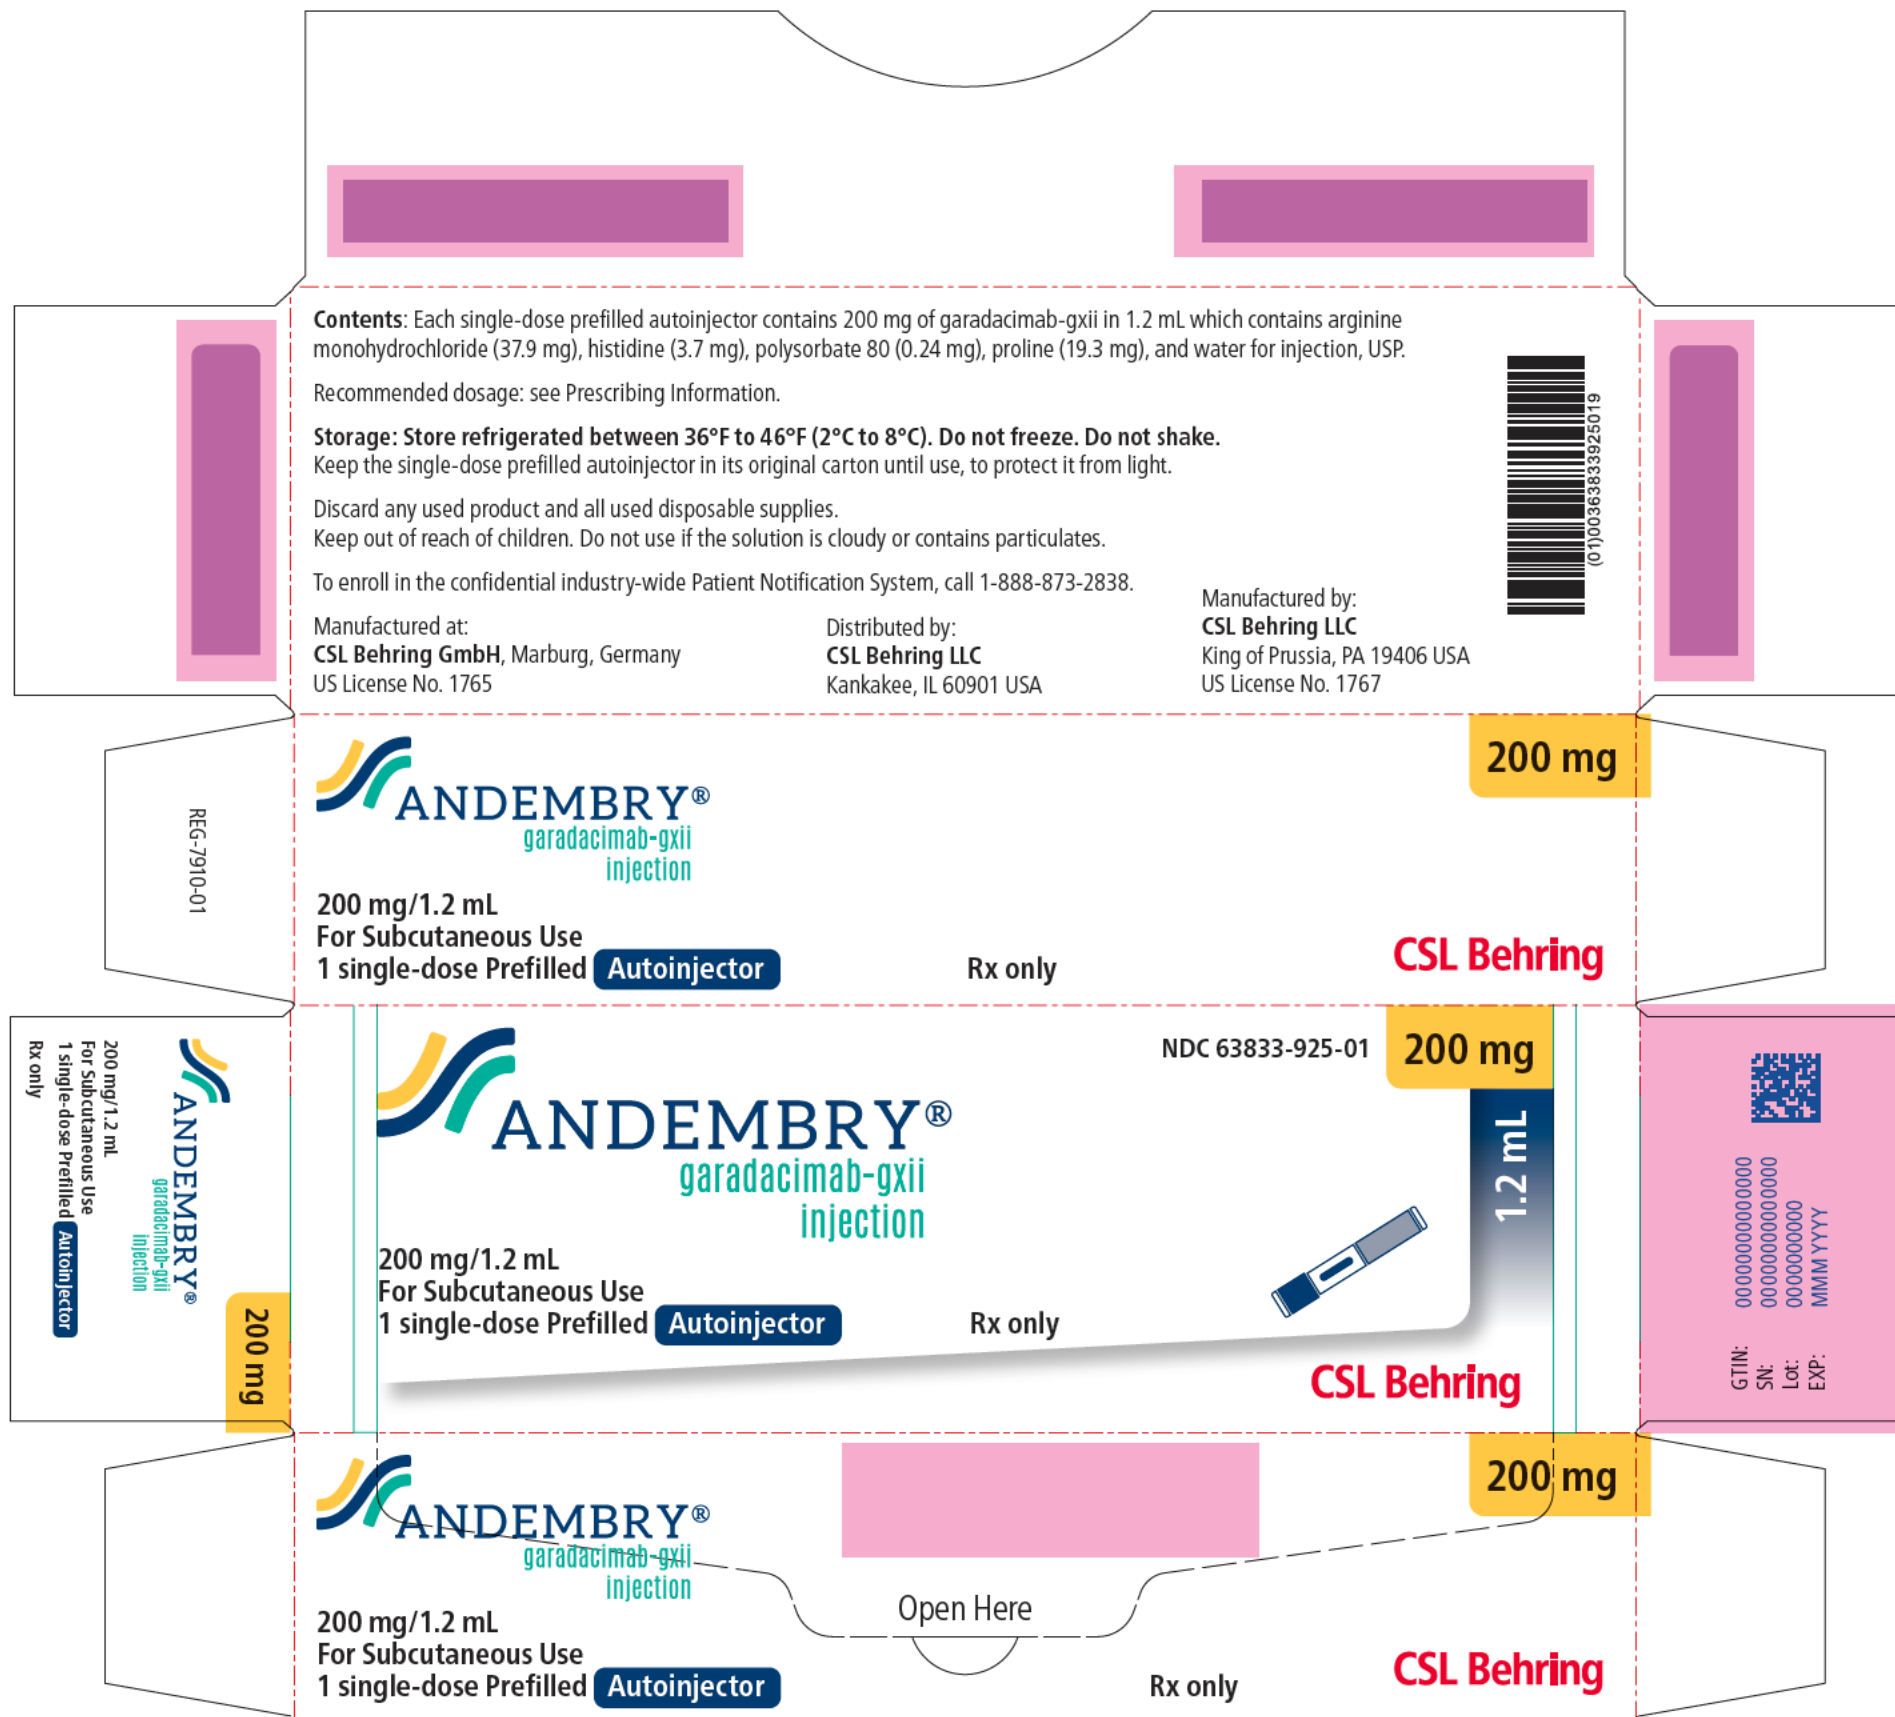 Contents: Each single-dose prefilled autoinjector contains 200 mg of garadacimab-gxii in 1.2 mL which contains arginine
monohydrochloride (37.9 mg), histidine (3.7 mg), polysorbate 80 (0.24 mg), proline (19.3 mg), and water for injection, USP.
Recommended dosage: see Prescribing Information.
Storage: Store refrigerated between 36°F to 46°F (2°C to 8°C). Do not freeze. Do not shake.
Keep the single-dose prefilled autoinjector in its original carton until use, to protect it from light.
Discard any used product and all used disposable supplies.
Keep out of reach of children. Do not use if the solution is cloudy or contains particulates.
To enroll in the confidential industry-wide Patient Notification System, call 1-888-873-2838.
Manufactured at:
CSL Behring GmbH, Marburg, Germany
US License No. 1765
Distributed by:
CSL Behring LLC
Kankakee, IL 60901 USA
Manufactured by:
CSL Behring LLC
King of Prussia, PA 19406 USA
US License No. 1767
(01)00363833925019
REG-7910-01
ANDEMBRY®
garadacimab-gxii
injection
200 mg
200 mg/1.2 mL
For Subcutaneous Use
1 single-dose Prefilled Autoinjector
Rx only
CSL Behring
ANDEMBRY®
garadacimab-gxii
injection
200 mg/1.2 mL
For Subcutaneous Use
1 single-dose Prefilled Autoinjector
Rx only
200 mg
ANDEMBRY®
garadacimab-gxii
injection
NDC 63833-925-01
200 mg
1.2 mL
200 mg/1.2 mL
For Subcutaneous Use
1 single-dose Prefilled Autoinjector
Rx only
CSL Behring
GTIN: 00000000000000
SN: 00000000000000
Lot: 0000000000
EXP: MMMYYYY
ANDEMBRY®
garadacimab-gxii
injection
200 mg
Open Here
200 mg/1.2 mL
For Subcutaneous Use
1 single-dose Prefilled Autoinjector
Rx only
CSL Behring